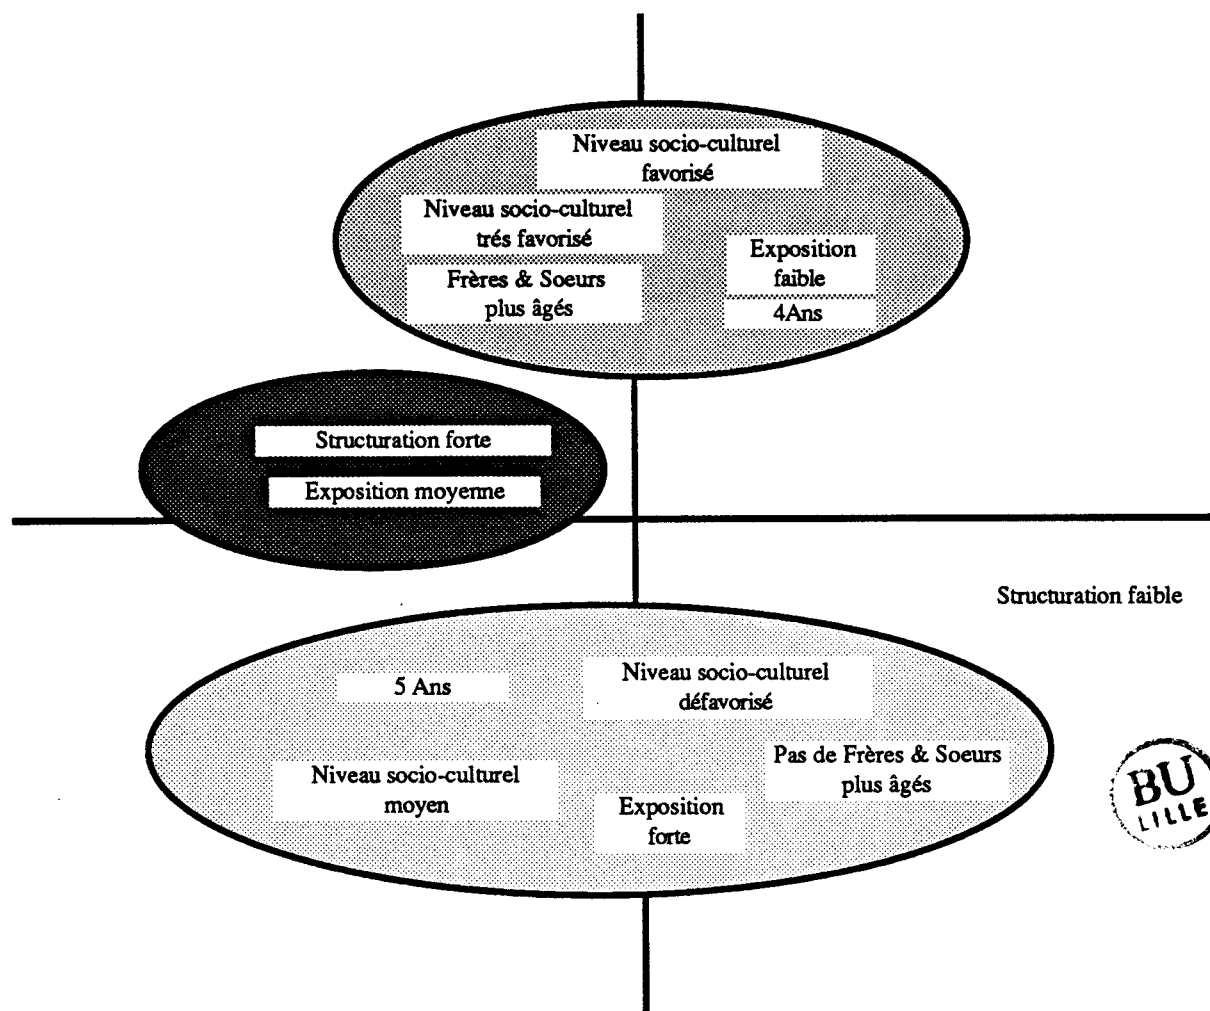 Niveau socio-culturel
favorisé
Niveau socio-culturel
trés favorisé
Frères & Soeurs
plus âgés
Exposition
faible
4Ans
Structuration forte
Exposition moyenne
Structuration faible
5 Ans
Niveau socio-culturel
défavorisé
Niveau socio-culturel
moyen
Exposition
forte
Pas de Frères & Soeurs
plus âgés
BU
LILLE